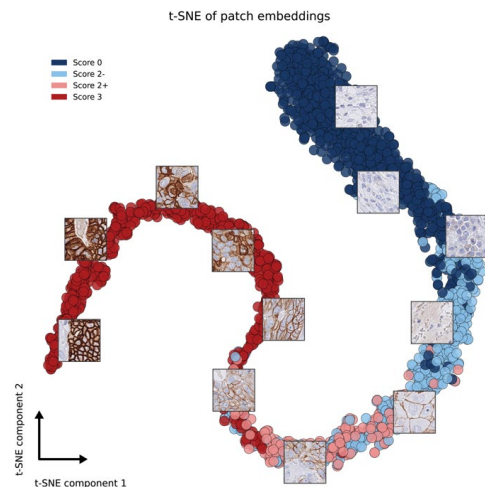 t-SNE of patch embeddings
Score 0
Score 2-
Score 2+
Score 3
t-SNE component 2
t-SNE component 1